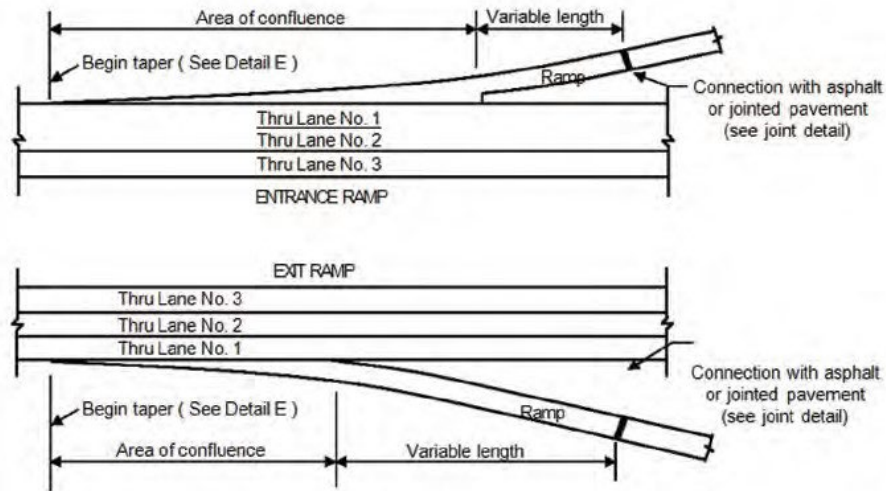 Area of confluence
Variable length
Begin taper ( See Detail E )
Ramp
Connection with asphalt
or jointed pavement
(see joint detail)
Thru Lane No. 1
Thru Lane No. 2
Thru Lane No. 3
ENTRANCE RAMP
EXIT RAMP
Thru Lane No. 3
Thru Lane No. 2
Thru Lane No. 1
Connection with asphalt
or jointed pavement
(see joint detail)
Begin taper ( See Detail E )
Ramp
Area of confluence
Variable length